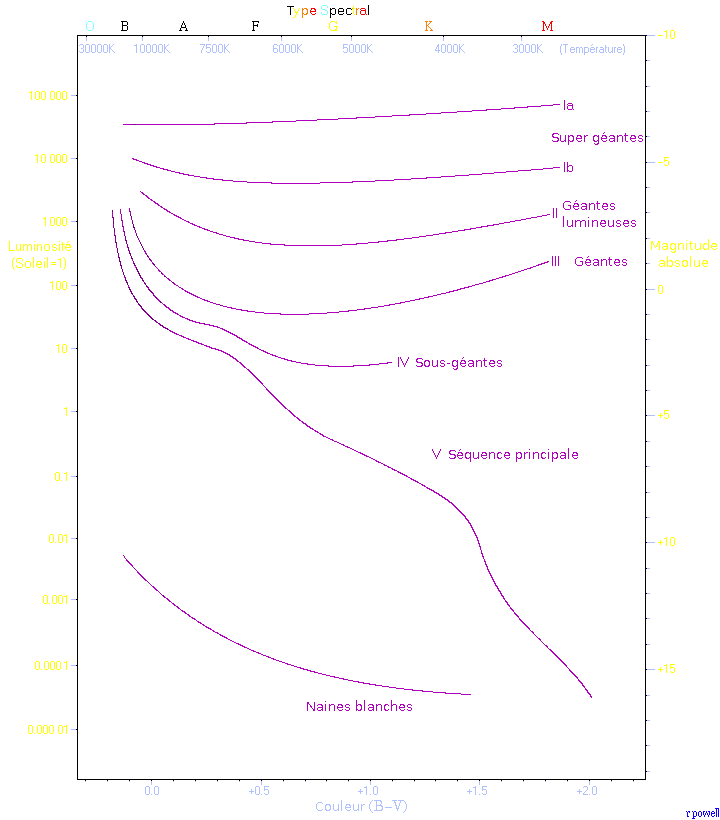 Type Spectral
O B A F G K M
30000K 10000K 7500K 6000K 5000K 4000K 3000K (Température)
-10
100 000
Ia
Super géantes
10 000
-5
Ib
1000
II Géantes
lumineuses
Luminosité
(Soleil=1)
Magnitude
absolue
III Géantes
100
0
10
IV Sous-géantes
1
+5
V Séquence principale
0.1
0.01
+10
0.001
0.0001
+15
Naines blanches
0.000 01
0.0 +0.5 +1.0 +1.5 +2.0
Couleur (B-V)
r powell